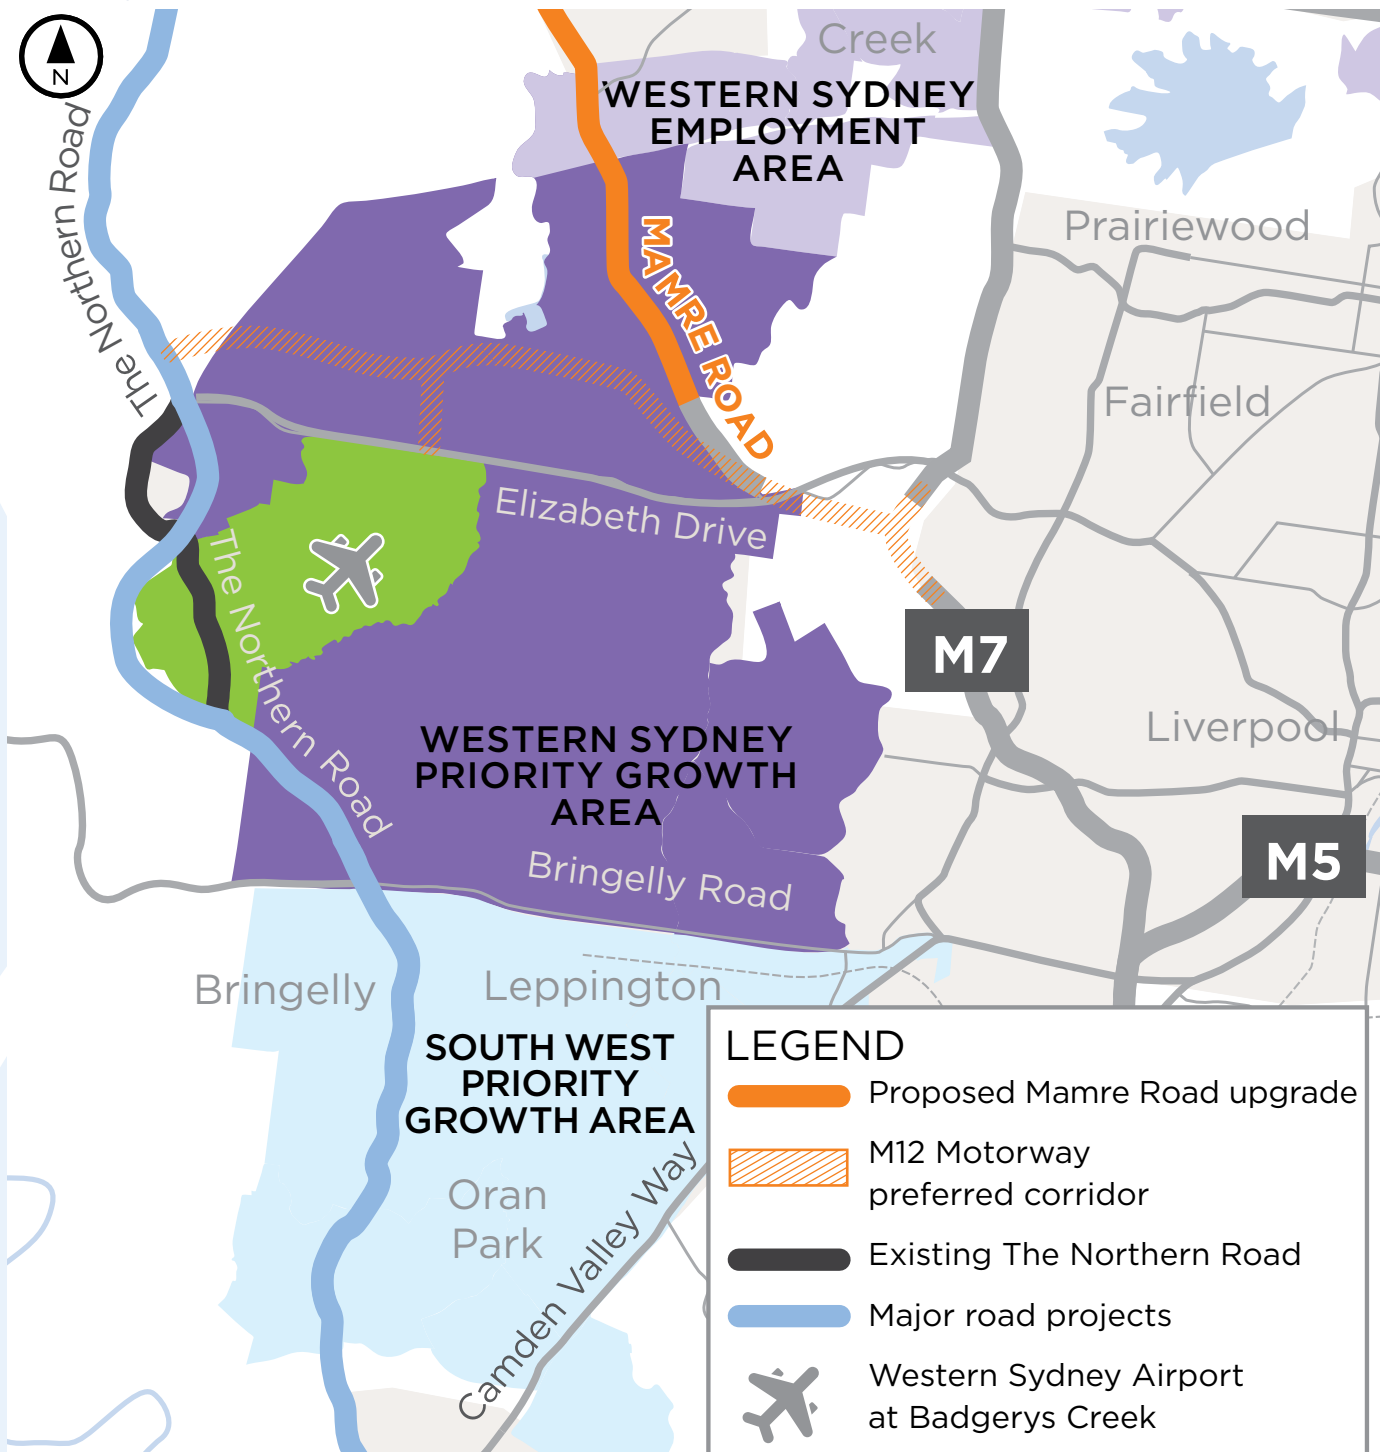 N
Creek
WESTERN SYDNEY
EMPLOYMENT
AREA
The Northern Road
Prairiewood
MAMRE ROAD
Fairfield
Elizabeth Drive
The Northern Road
M7
Liverpool
WESTERN SYDNEY
PRIORITY GROWTH
AREA
M5
Bringelly Road
Bringelly
Leppington
SOUTH WEST
PRIORITY
GROWTH AREA
Oran
Park
Camden Valley Way
LEGEND
Proposed Mamre Road upgrade
M12 Motorway
preferred corridor
Existing The Northern Road
Major road projects
Western Sydney Airport
at Badgerys Creek